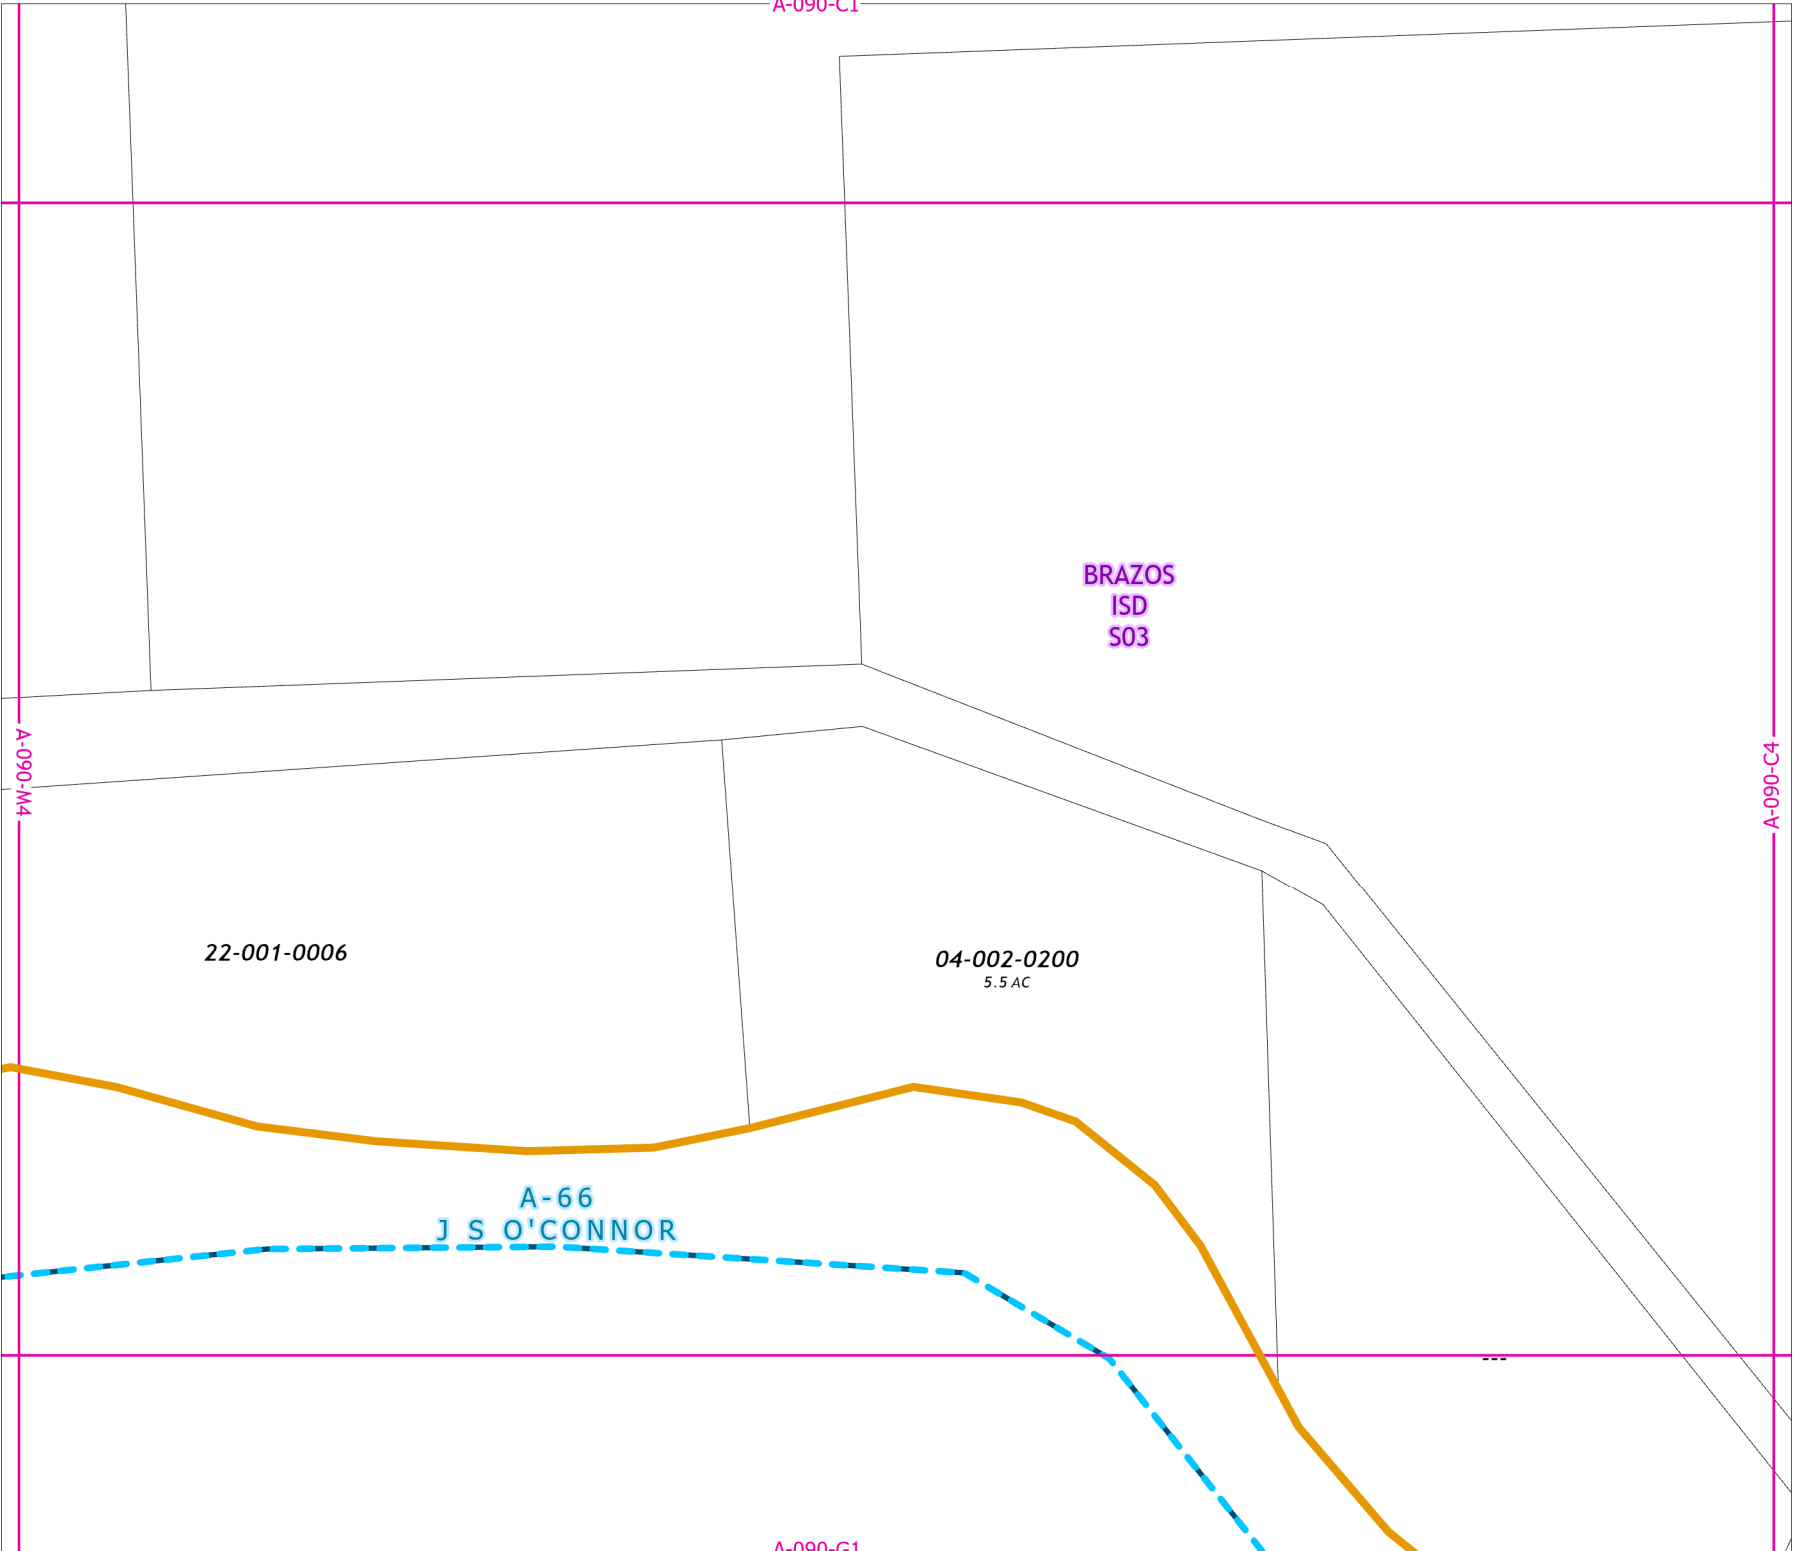 A-090-C1
BRAZOS
ISD
S03
A-090-W4
A-090-C4
22-001-0006
04-002-0200
5.5 AC
A-66
J S O'CONNOR
---
A-090-G1